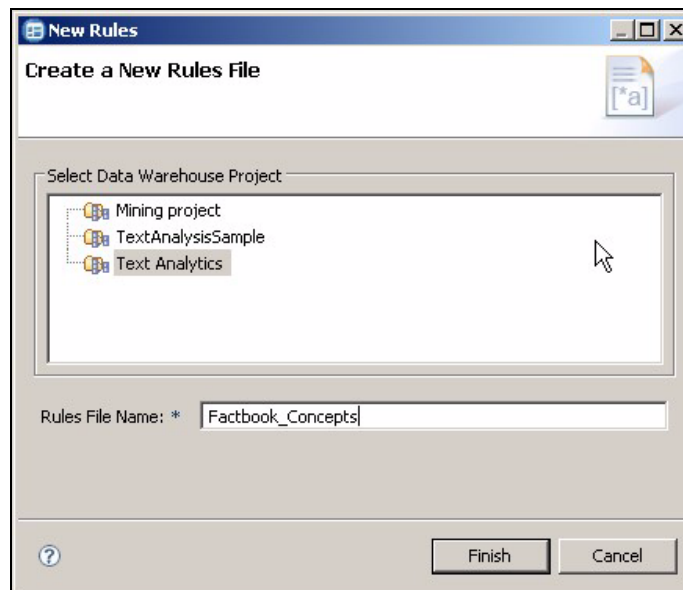 New Rules
Create a New Rules File
[*a]
Select Data Warehouse Project
Mining project
TextAnalysisSample
Text Analytics
Rules File Name: * Factbook_Concepts
?
Finish Cancel